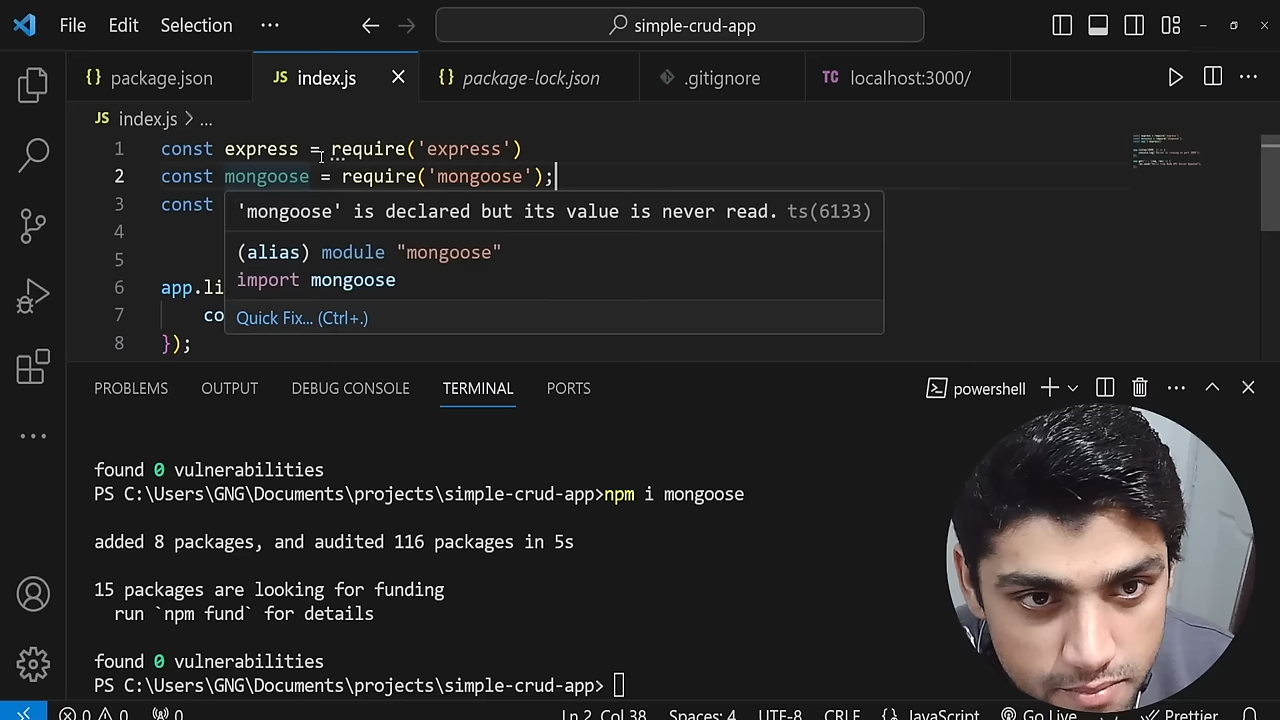 File Edit Selection ··· simple-crud-app
{} package.json JS index.js {} package-lock.json .gitignore TC localhost:3000/ ···
JS index.js > ...
1 const express = require('express')
2 const mongoose = require('mongoose');
3 const
'mongoose' is declared but its value is never read. ts(6133)
4
(alias) module "mongoose"
5
import mongoose
6 app.li
7 co
Quick Fix... (Ctrl+.)
8 });
PROBLEMS OUTPUT DEBUG CONSOLE TERMINAL PORTS powershell ···
found 0 vulnerabilities
PS C:\Users\GNG\Documents\projects\simple-crud-app>npm i mongoose
added 8 packages, and audited 116 packages in 5s
15 packages are looking for funding
run `npm fund` for details
found 0 vulnerabilities
PS C:\Users\GNG\Documents\projects\simple-crud-app>
0 0 0 Ln 2, Col 38 Spaces: 4 UTF-8 CRLF {} JavaScript Go Live Prettier